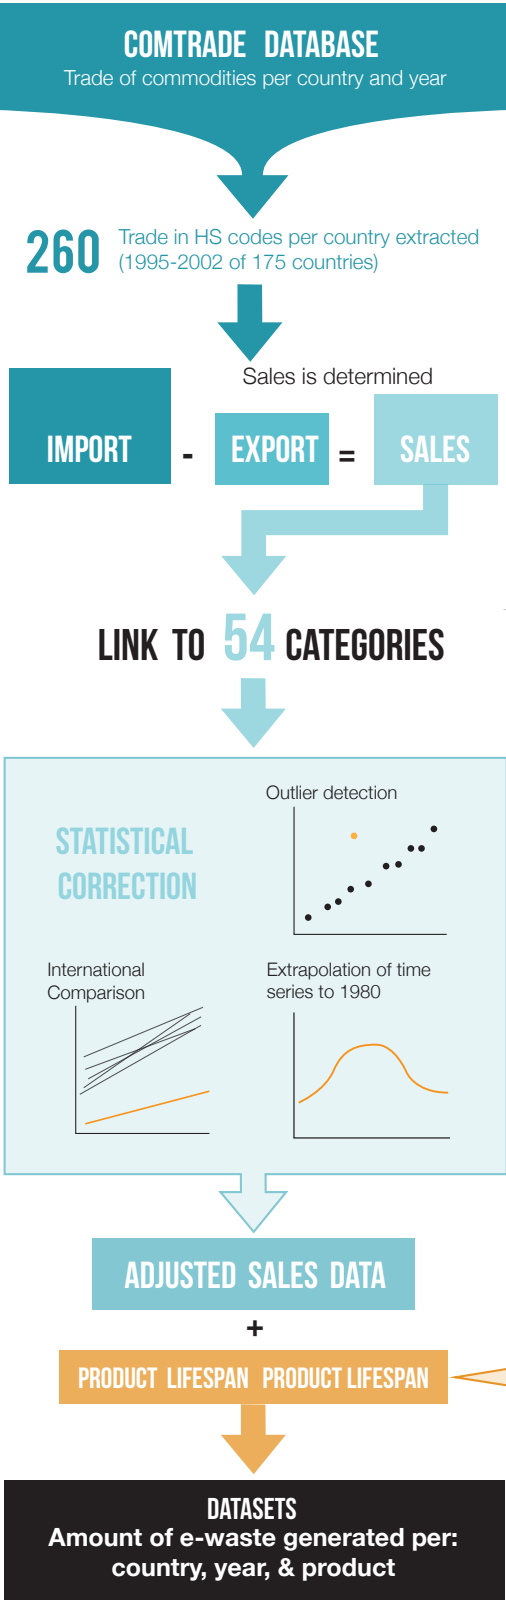 COMTRADE DATABASE
Trade of commodities per country and year
260
Trade in HS codes per country extracted
(1995-2002 of 175 countries)
Sales is determined
IMPORT - EXPORT = SALES
LINK TO 54 CATEGORIES
STATISTICAL
CORRECTION
Outlier detection
International
Comparison
Extrapolation of time
series to 1980
ADJUSTED SALES DATA
+
PRODUCT LIFESPAN PRODUCT LIFESPAN
DATASETS
Amount of e-waste generated per:
country, year, & product